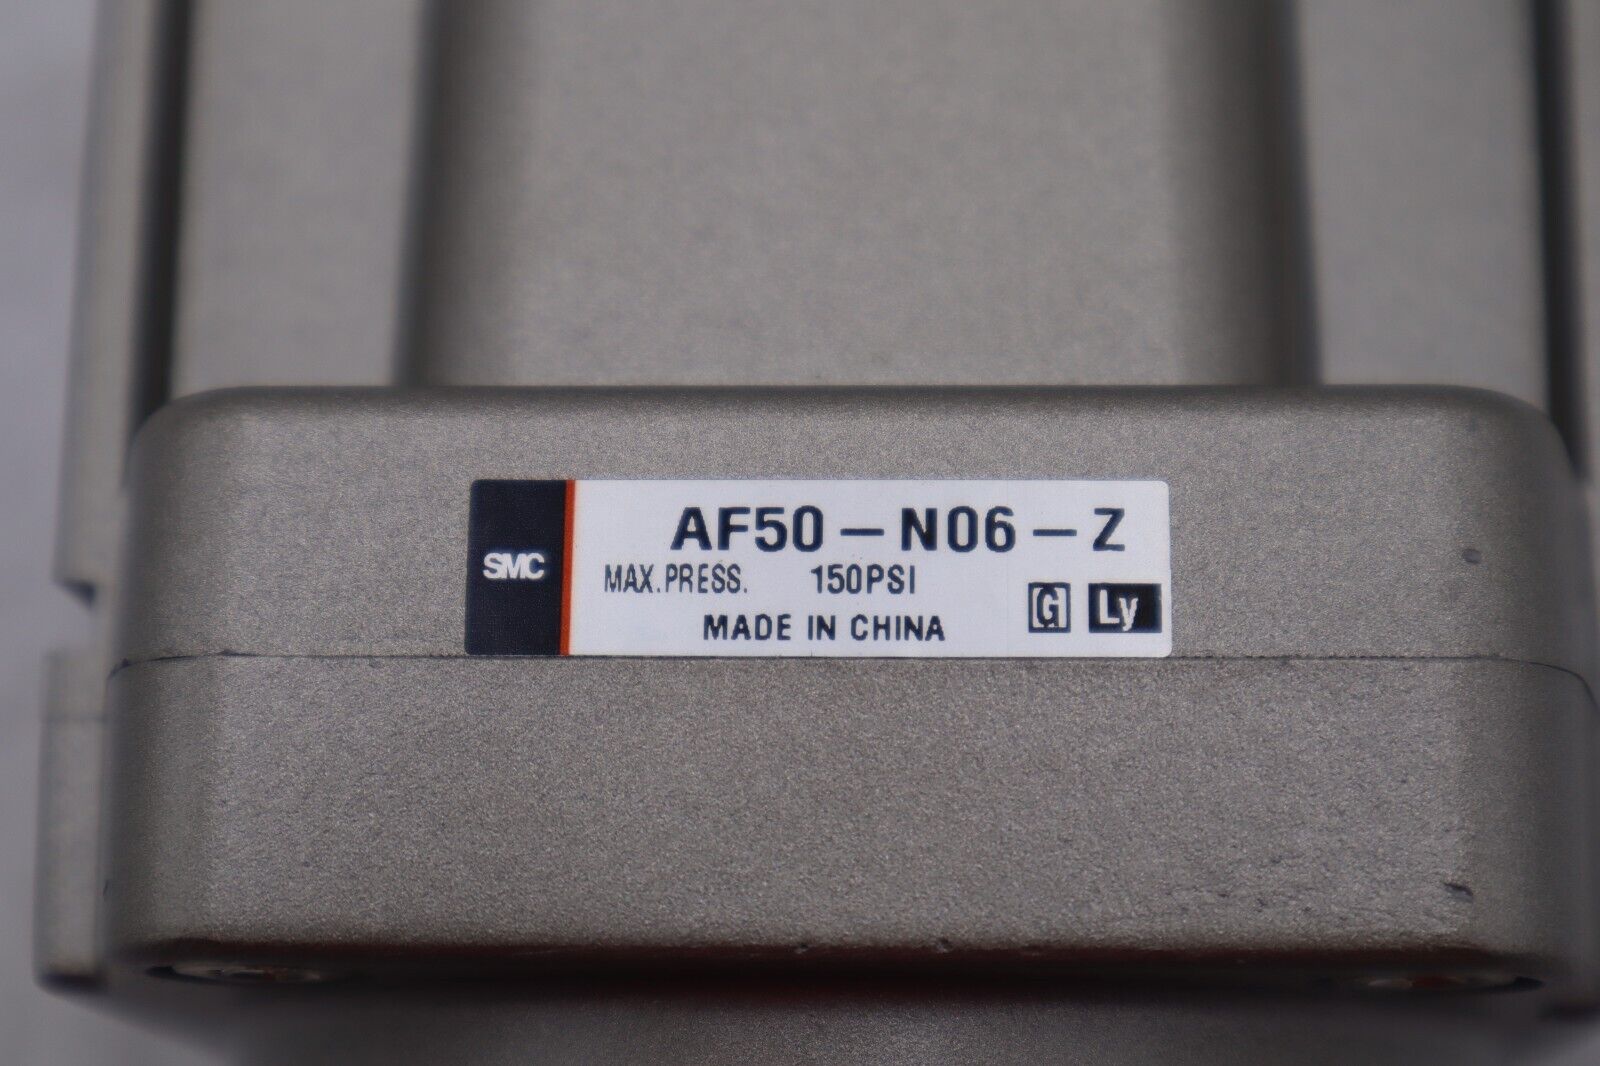 SMC
AF50-N06-Z
MAX.PRESS. 150PSI
MADE IN CHINA
G Ly